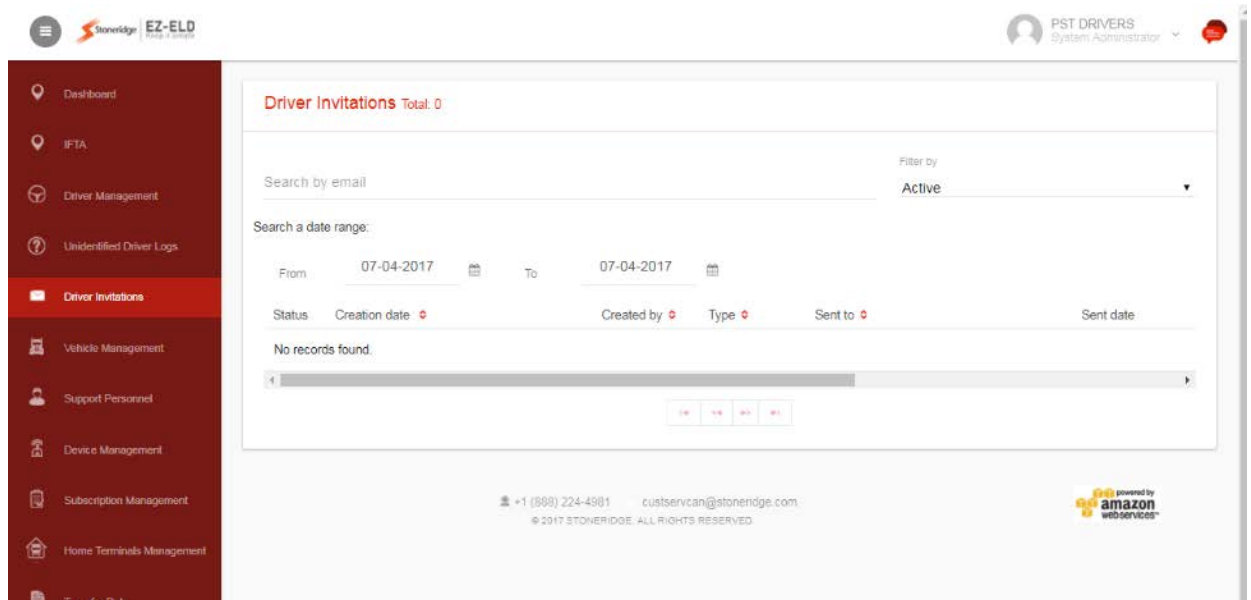 Stoneridge EZ-ELD
Keep it simple
PST DRIVERS
System Administrator
Dashboard
IFTA
Driver Management
Unidentified Driver Logs
Driver Invitations
Vehicle Management
Support Personnel
Device Management
Subscription Management
Home Terminals Management
Driver Invitations Total: 0
Search by email
Filter by
Active
Search a date range:
From 07-04-2017 To 07-04-2017
Status Creation date Created by Type Sent to Sent date
No records found.
+1 (888) 224-4981 custservcan@stoneridge.com
© 2017 STONERIDGE. ALL RIGHTS RESERVED.
powered by
amazon
webservices™